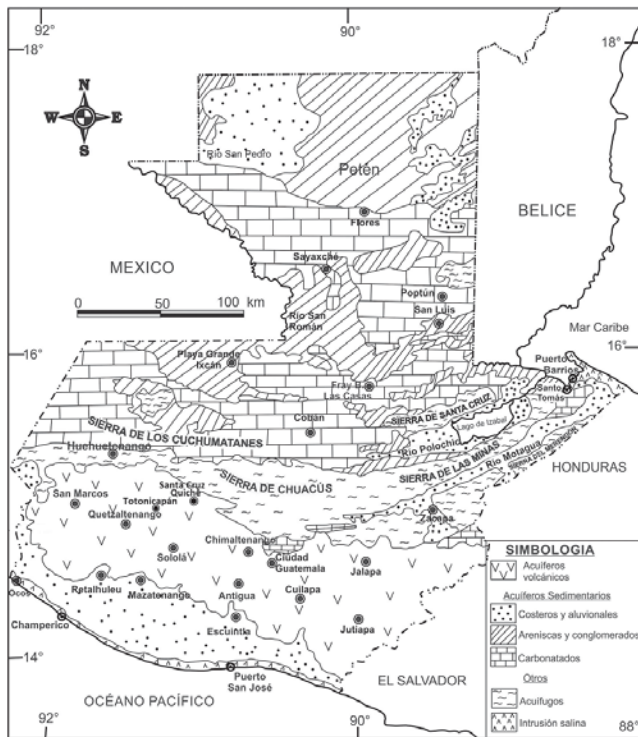 92°
90°
18°
18°
N
W E
S
Río San Pedro
Petén
Flores
BELICE
MEXICO
Sayaxché
0 50 100 km
Poptún
San Luis
Río San
Román
Mar Caribe
16°
16°
Playa Grande
Ixcán
Puerto
Barrios
Fray B.
Las Casas
Santo
Tomás
SIERRA DE SANTA CRUZ
Cobán
Lago de Izabal
SIERRA DE LOS CUCHUMATANES
Río Polochic
Huehuetenango
SIERRA DE LAS MINAS
Río Motagua
SIERRA DEL MERENDON
HONDURAS
SIERRA DE CHUACÚS
Santa Cruz
Quiché
San Marcos
Totonicapán
Zacapa
Quetzaltenango
Chimaltenango
Sololá
Ciudad
Guatemala
Jalapa
Ocos
Retalhuleu
Mazatenango
Antigua
Cuilapa
Champerico
Escuintla
Jutiapa
14°
Puerto
San José
OCÉANO PACÍFICO
EL SALVADOR
92°
90°
88°
SIMBOLOGIA
Acuíferos
volcánicos
Acuíferos Sedimentarios
Costeros y aluvionales
Areniscas y conglomerados
Carbonatados
Otros
Acuífugos
Intrusión salina